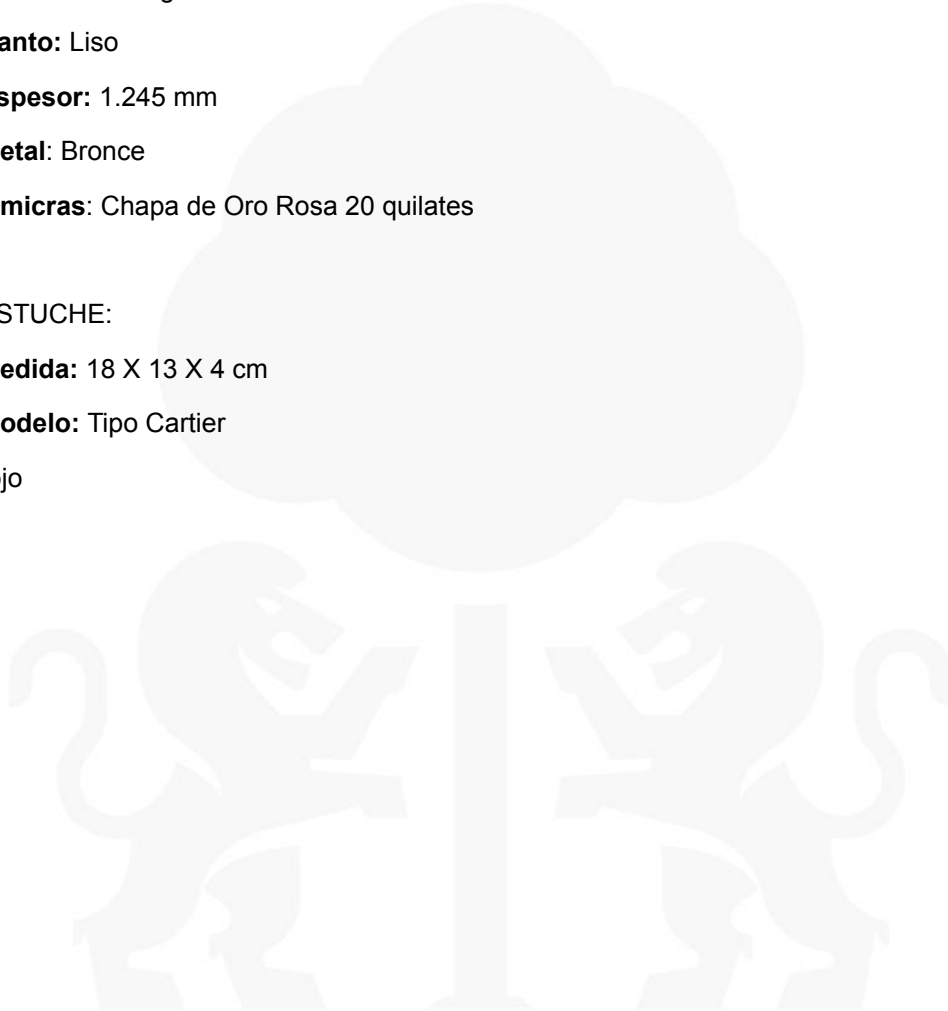 anto: Liso
spesor: 1.245 mm
etal: Bronce
micras: Chapa de Oro Rosa 20 quilates
STUCHE:
edida: 18 X 13 X 4 cm
odelo: Tipo Cartier
jo